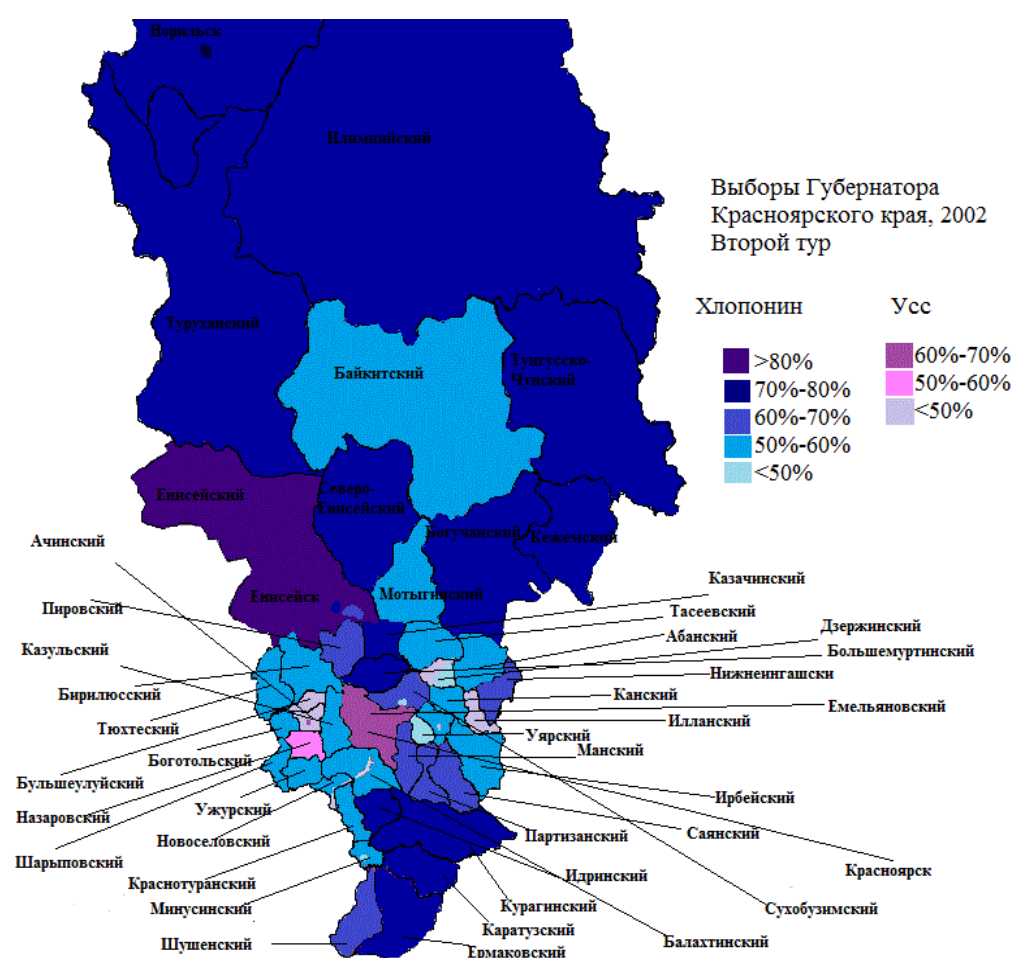 Норильск
Илимпийский
Выборы Губернатора
Красноярского края, 2002
Второй тур
Хлопонин
Усс
>80%
70%-80%
60%-70%
50%-60%
<50%
60%-70%
50%-60%
<50%
Туруханский
Байкитский
Тунгусско-
Чунский
Енисейский
Северо-
Енисейский
Богучанский
Кежемский
Ачинский
Енисейск
Мотыгинский
Казачинский
Пировский
Тасеевский
Дзержинский
Абанский
Казульский
Большемуртинский
Нижнеингашски
Бирилюсский
Канский
Емельяновский
Тюхтеский
Илланский
Уярский
Боготольский
Манский
Бульшеулуйский
Ирбейский
Назаровский
Ужурский
Партизанский
Саянский
Новоселовский
Шарыповский
Красноярск
Краснотуранский
Идринский
Минусинский
Курагинский
Сухобузимский
Каратузский
Шушенский
Балахтинский
Ермаковский